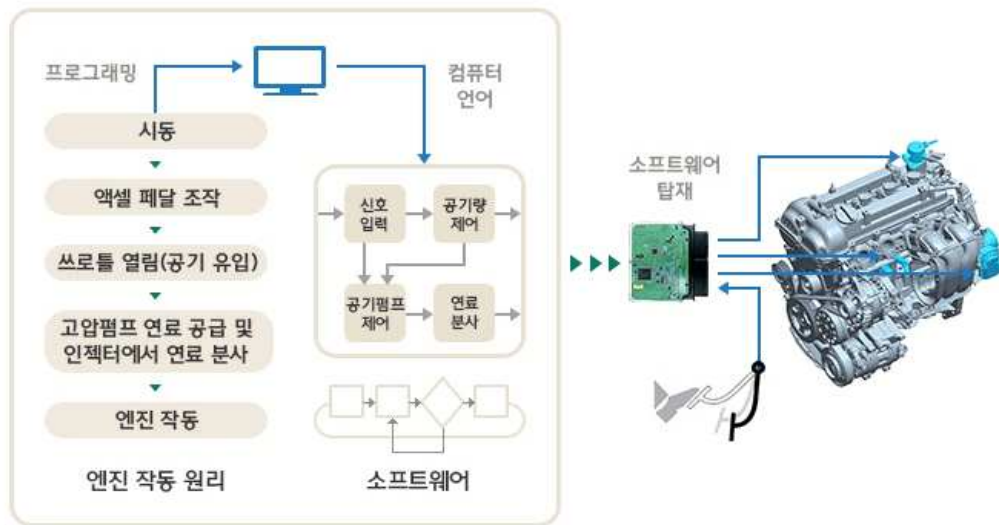 프로그래밍
컴퓨터
언어
시동
액셀 페달 조작
쓰로틀 열림(공기 유입)
고압펌프 연료 공급 및
인젝터에서 연료 분사
엔진 작동
엔진 작동 원리
신호
입력
공기량
제어
공기펌프
제어
연료
분사
소프트웨어
소프트웨어
탑재